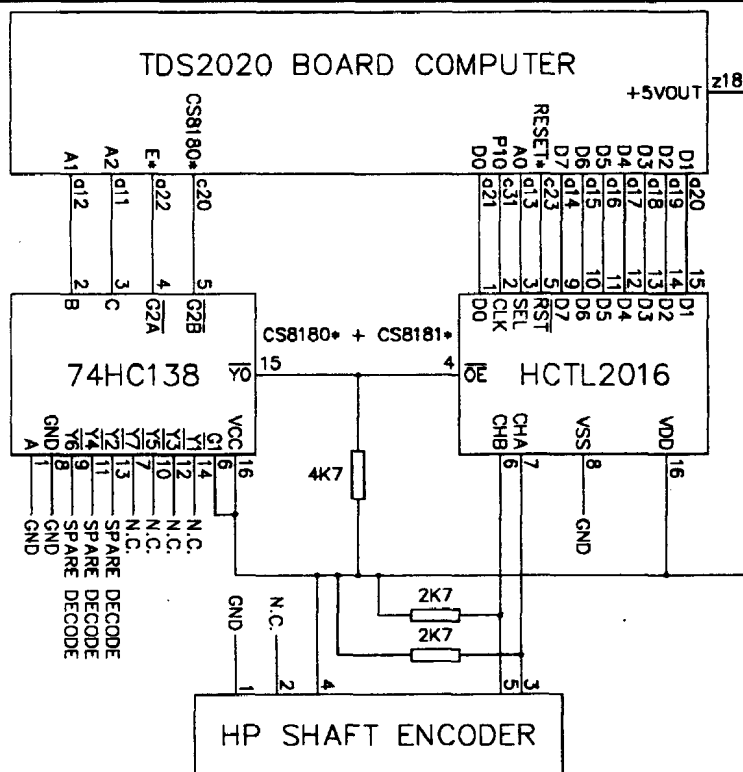 TDS2020 BOARD COMPUTER
+5VOUT z18
A1 A2 E* CS8180* D0 P10 A0 RESET* D7 D6 D5 D4 D3 D2 D1
a12 a11 a22 c20 a21 c31 a13 c23 a14 a15 a16 a17 a18 a19 a20
2 3 4 5 1 2 3 5 9 10 11 12 13 14 15
B C G2A G2B D0 CLK SEL RST D7 D6 D5 D4 D3 D2 D1
CS8180* + CS8181*
74HC138 Y0 15 4 OE HCTL2016
A GND Y6 Y4 Y2 Y7 Y5 Y3 Y1 G1 VCC CHB CHA VSS VDD
1 8 9 11 13 7 10 12 14 6 16 6 7 8 16
4K7
GND GND SPARE DECODE SPARE DECODE SPARE DECODE N.C. N.C. N.C. N.C. GND
2K7
2K7
GND N.C.
1 2 4 5 3
HP SHAFT ENCODER